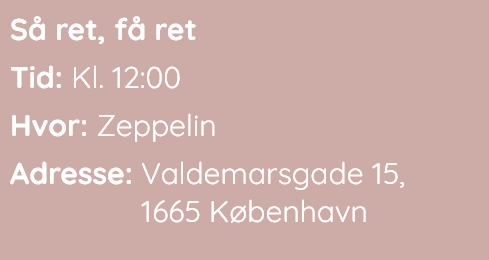 Så ret, få ret
Tid: Kl. 12:00
Hvor: Zeppelin
Adresse: Valdemarsgade 15,
1665 København